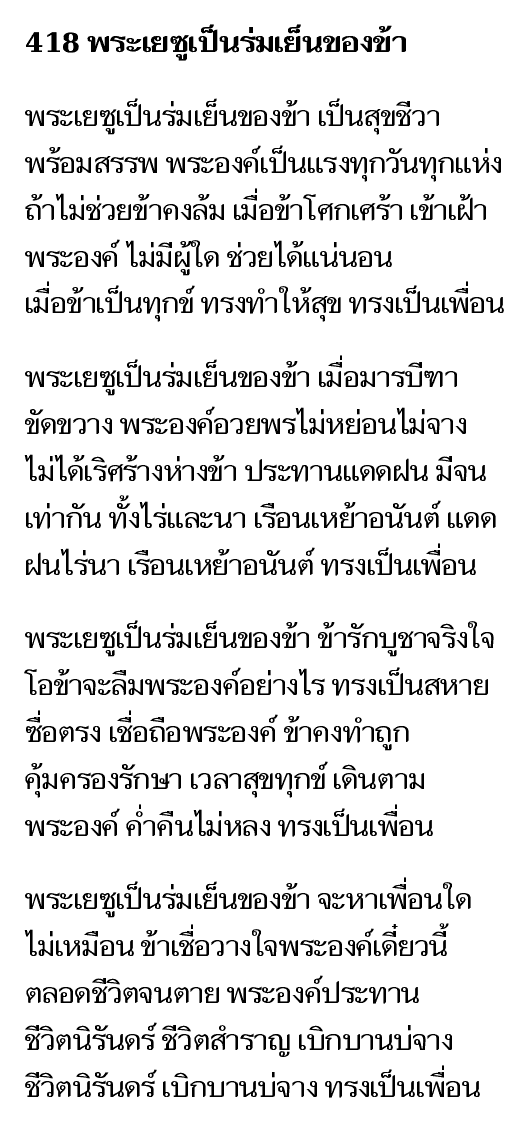 418 พระเยซูเป็นร่มเย็นของข้า
พระเยซูเป็นร่มเย็นของข้า เป็นสุขชีวา
พร้อมสรรพ พระองค์เป็นแรงทุกวันทุกแห่ง
ถ้าไม่ช่วยข้าคงล้ม เมื่อข้าโศกเศร้า เข้าเฝ้า
พระองค์ ไม่มีผู้ใด ช่วยได้แน่นอน
เมื่อข้าเป็นทุกข์ ทรงทำให้สุข ทรงเป็นเพื่อน
พระเยซูเป็นร่มเย็นของข้า เมื่อมารบีฑา
ขัดขวาง พระองค์อวยพรไม่หย่อนไม่จาง
ไม่ได้เริศร้างห่างข้า ประทานแดดฝน มีจน
เท่ากัน ทั้งไร่และนา เรือนเหย้าอนันต์ แดด
ฝนไร่นา เรือนเหย้าอนันต์ ทรงเป็นเพื่อน
พระเยซูเป็นร่มเย็นของข้า ข้ารักบูชาจริงใจ
โอข้าจะลืมพระองค์อย่างไร ทรงเป็นสหาย
ซื่อตรง เชื่อถือพระองค์ ข้าคงทำถูก
คุ้มครองรักษา เวลาสุขทุกข์ เดินตาม
พระองค์ ค่ำคืนไม่หลง ทรงเป็นเพื่อน
พระเยซูเป็นร่มเย็นของข้า จะหาเพื่อนใด
ไม่เหมือน ข้าเชื่อวางใจพระองค์เดี๋ยวนี้
ตลอดชีวิตจนตาย พระองค์ประทาน
ชีวิตนิรันดร์ ชีวิตสำราญ เบิกบานบ่จาง
ชีวิตนิรันดร์ เบิกบานบ่จาง ทรงเป็นเพื่อน